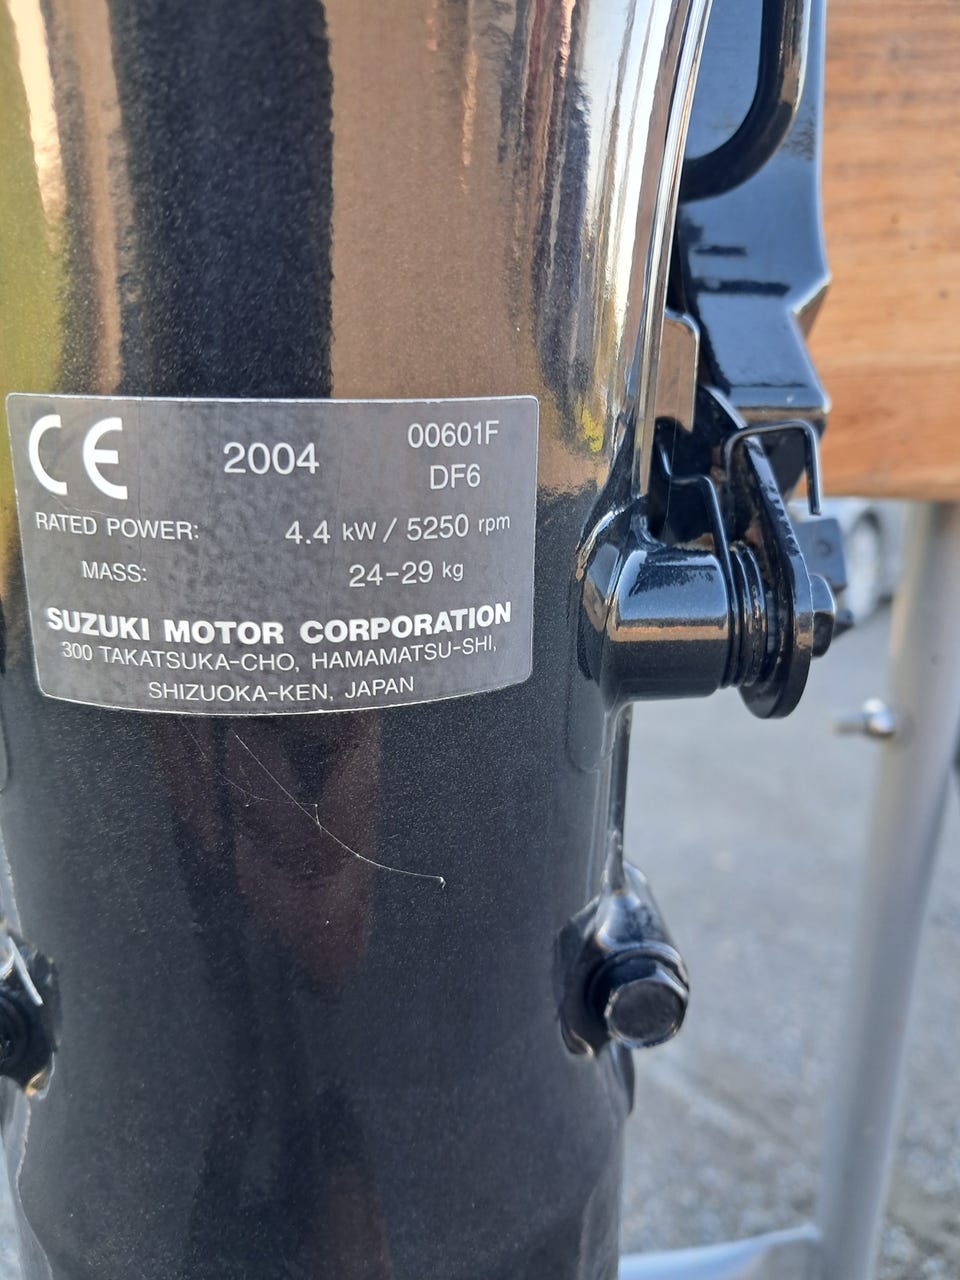 CE 2004 00601F
DF6
RATED POWER: 4.4 kW / 5250 rpm
MASS: 24-29 kg
SUZUKI MOTOR CORPORATION
300 TAKATSUKA-CHO, HAMAMATSU-SHI,
SHIZUOKA-KEN, JAPAN